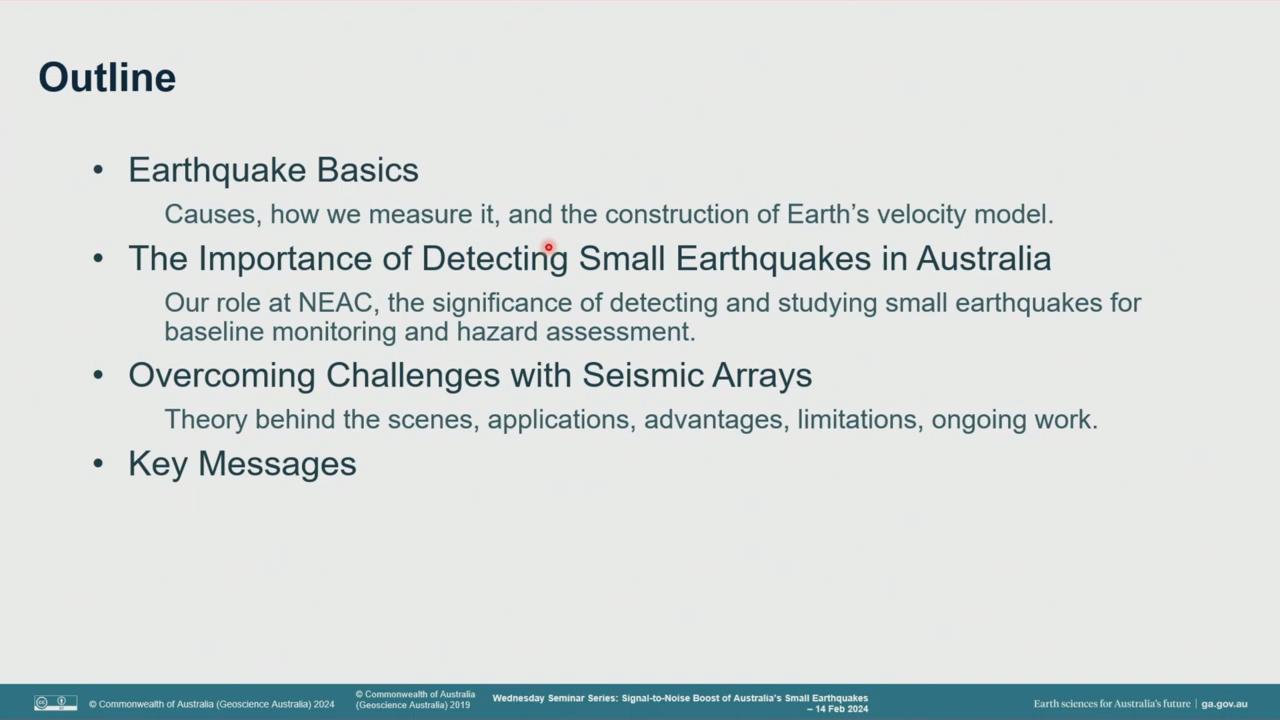 Outline
• Earthquake Basics
Causes, how we measure it, and the construction of Earth’s velocity model.
• The Importance of Detecting Small Earthquakes in Australia
Our role at NEAC, the significance of detecting and studying small earthquakes for
baseline monitoring and hazard assessment.
• Overcoming Challenges with Seismic Arrays
Theory behind the scenes, applications, advantages, limitations, ongoing work.
• Key Messages
© Commonwealth of Australia (Geoscience Australia) 2024
© Commonwealth of Australia
(Geoscience Australia) 2019
Wednesday Seminar Series: Signal-to-Noise Boost of Australia’s Small Earthquakes
– 14 Feb 2024
Earth sciences for Australia’s future | ga.gov.au